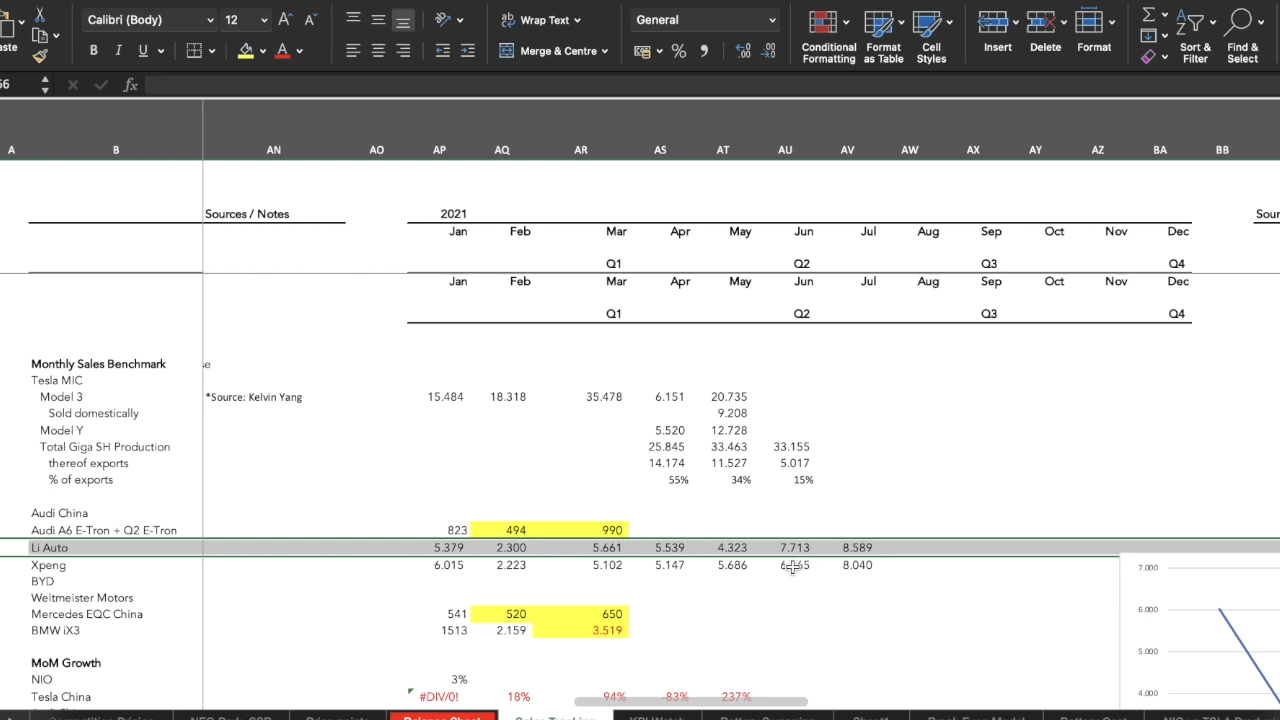 Calibri (Body) 12 Wrap Text General
Merge & Centre
Conditional Formatting Format as Table Cell Styles Insert Delete Format Sort & Filter Find & Select
fx
A B AN AO AP AQ AR AS AT AU AV AW AX AY AZ BA BB
Sources / Notes 2021
Jan Feb Mar Apr May Jun Jul Aug Sep Oct Nov Dec
Q1 Q2 Q3 Q4
Jan Feb Mar Apr May Jun Jul Aug Sep Oct Nov Dec
Q1 Q2 Q3 Q4
Monthly Sales Benchmark
Tesla MIC
Model 3 *Source: Kelvin Yang 15.484 18.318 35.478 6.151 20.735
Sold domestically 9.208
Model Y 5.520 12.728
Total Giga SH Production 25.845 33.463 33.155
thereof exports 14.174 11.527 5.017
% of exports 55% 34% 15%
Audi China
Audi A6 E-Tron + Q2 E-Tron 823 494 990
Li Auto 5.379 2.300 5.661 5.539 4.323 7.713 8.589
Xpeng 6.015 2.223 5.102 5.147 5.686 8.040
7.000
BYD
Weltmeister Motors
Mercedes EQC China 541 520 650
6.000
BMW iX3 1513 2.159 3.519
5.000
MoM Growth
NIO 3%
Tesla China #DIV/0! 18% 94% -83% 237%
4.000